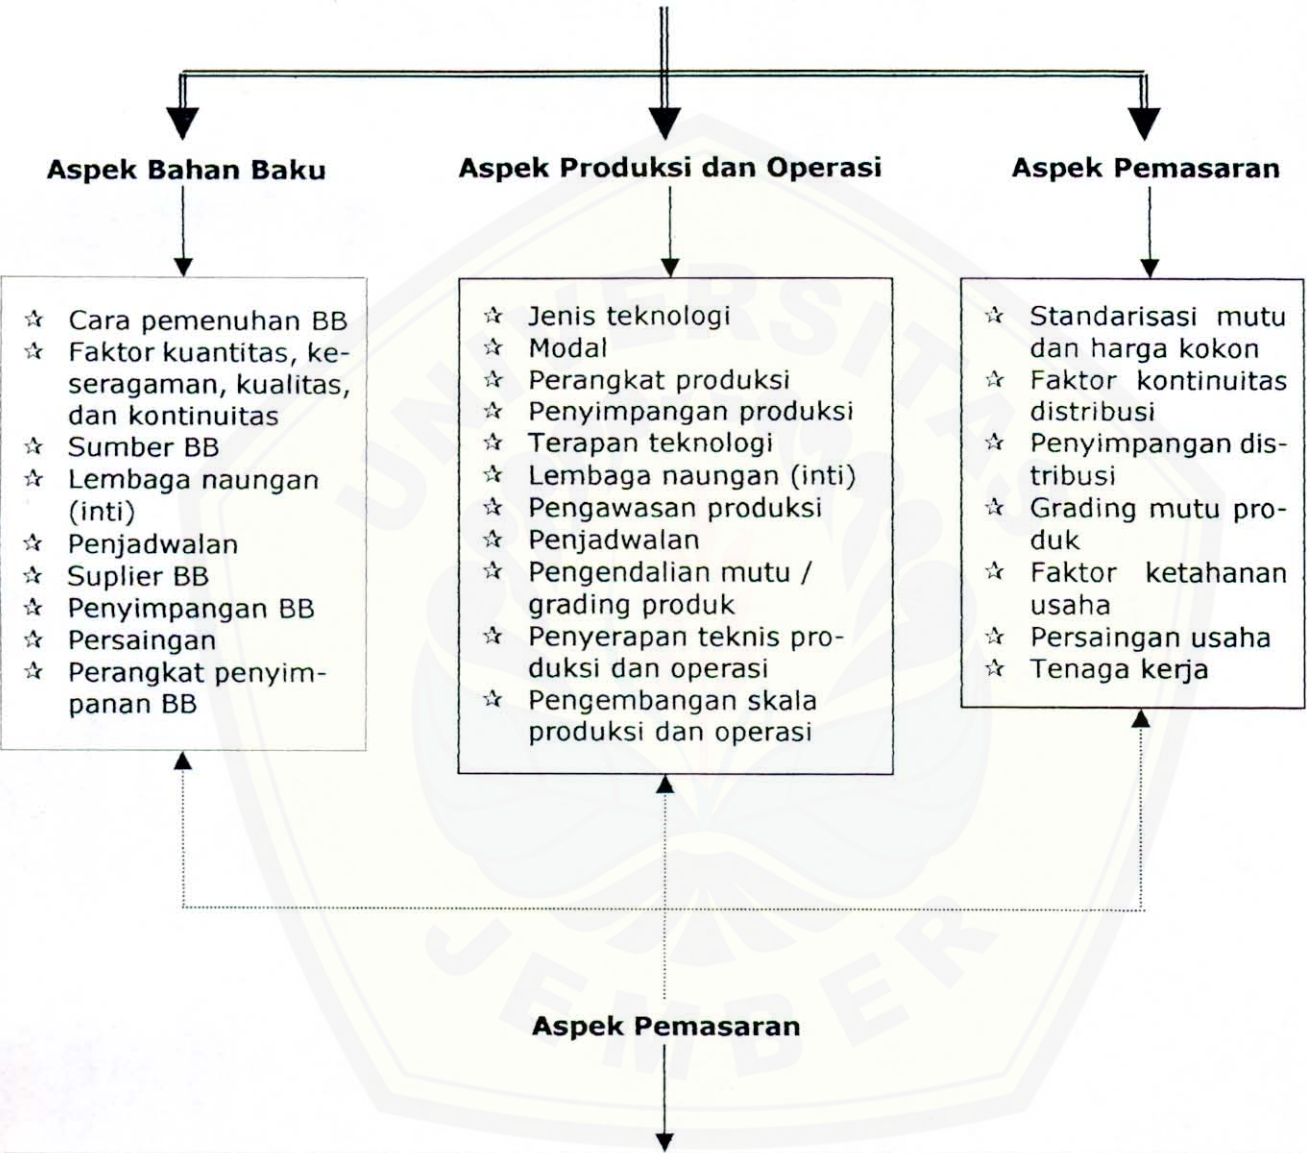 Aspek Bahan Baku
☆ Cara pemenuhan BB
☆ Faktor kuantitas, ke-
seragaman, kualitas,
dan kontinuitas
☆ Sumber BB
☆ Lembaga naungan
(inti)
☆ Penjadwalan
☆ Suplier BB
☆ Penyimpangan BB
☆ Persaingan
☆ Perangkat penyim-
panan BB
Aspek Produksi dan Operasi
☆ Jenis teknologi
☆ Modal
☆ Perangkat produksi
☆ Penyimpangan produksi
☆ Terapan teknologi
☆ Lembaga naungan (inti)
☆ Pengawasan produksi
☆ Penjadwalan
☆ Pengendalian mutu /
grading produk
☆ Penyerapan teknis pro-
duksi dan operasi
☆ Pengembangan skala
produksi dan operasi
Aspek Pemasaran
☆ Standarisasi mutu
dan harga kokon
☆ Faktor kontinuitas
distribusi
☆ Penyimpangan dis-
tribusi
☆ Grading mutu pro-
duk
☆ Faktor ketahanan
usaha
☆ Persaingan usaha
☆ Tenaga kerja
Aspek Pemasaran
UNIVERSITAS
JEMBER